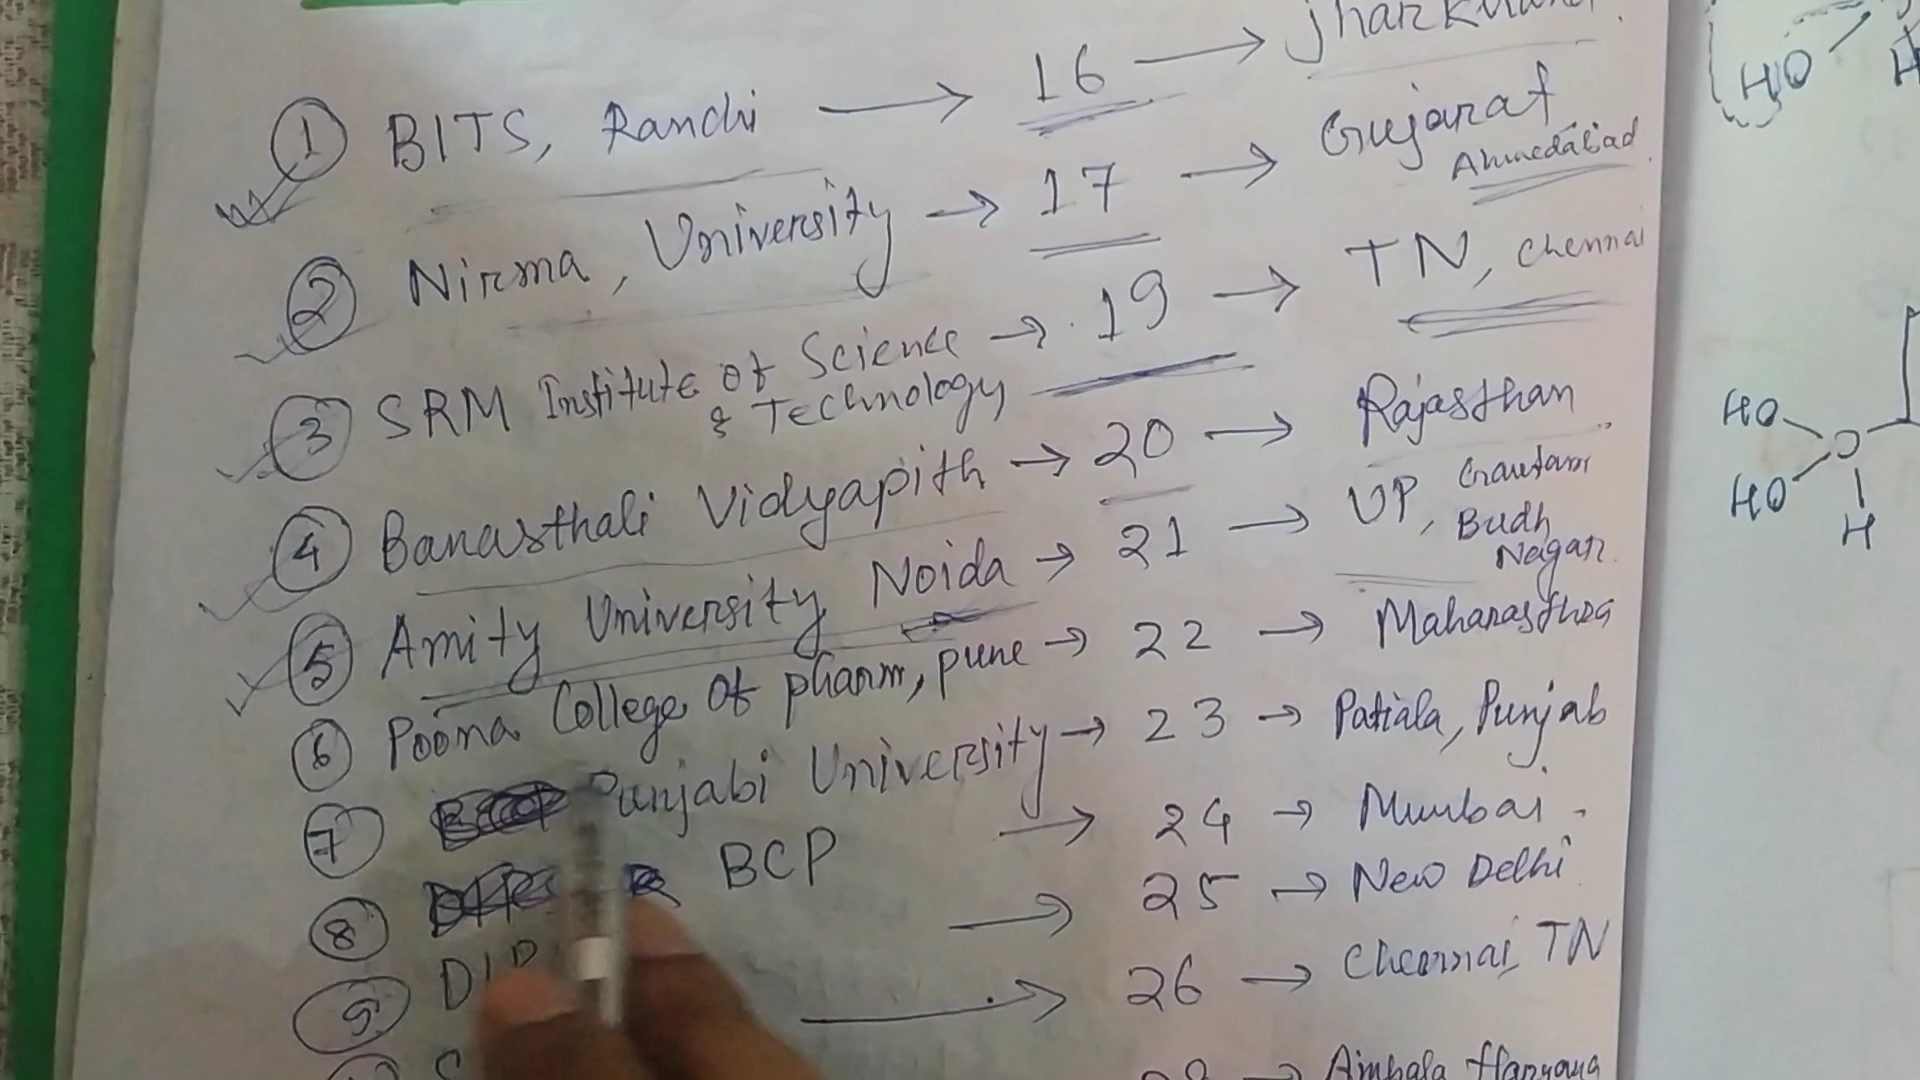 ① BITS, Ranchi → 16 → Jharkhand.
② Nirma, University → 17 → Gujarat
Ahmedabad.
③ SRM Institute of Science → 19 → TN, Chennai
& Technology
④ Banasthali Vidyapith → 20 → Rajasthan
⑤ Amity University Noida → 21 → UP, Gautam
Budh
Nagar.
⑥ Poona College of pharm, pune → 22 → Maharasthra
⑦ Punjabi University → 23 → Patiala, Punjab
⑧ BCP → 24 → Mumbai
⑨ → 25 → New Delhi
→ 26 → Chennai, TN
→ Ambala Haryana
HO
H
HO
HO
H